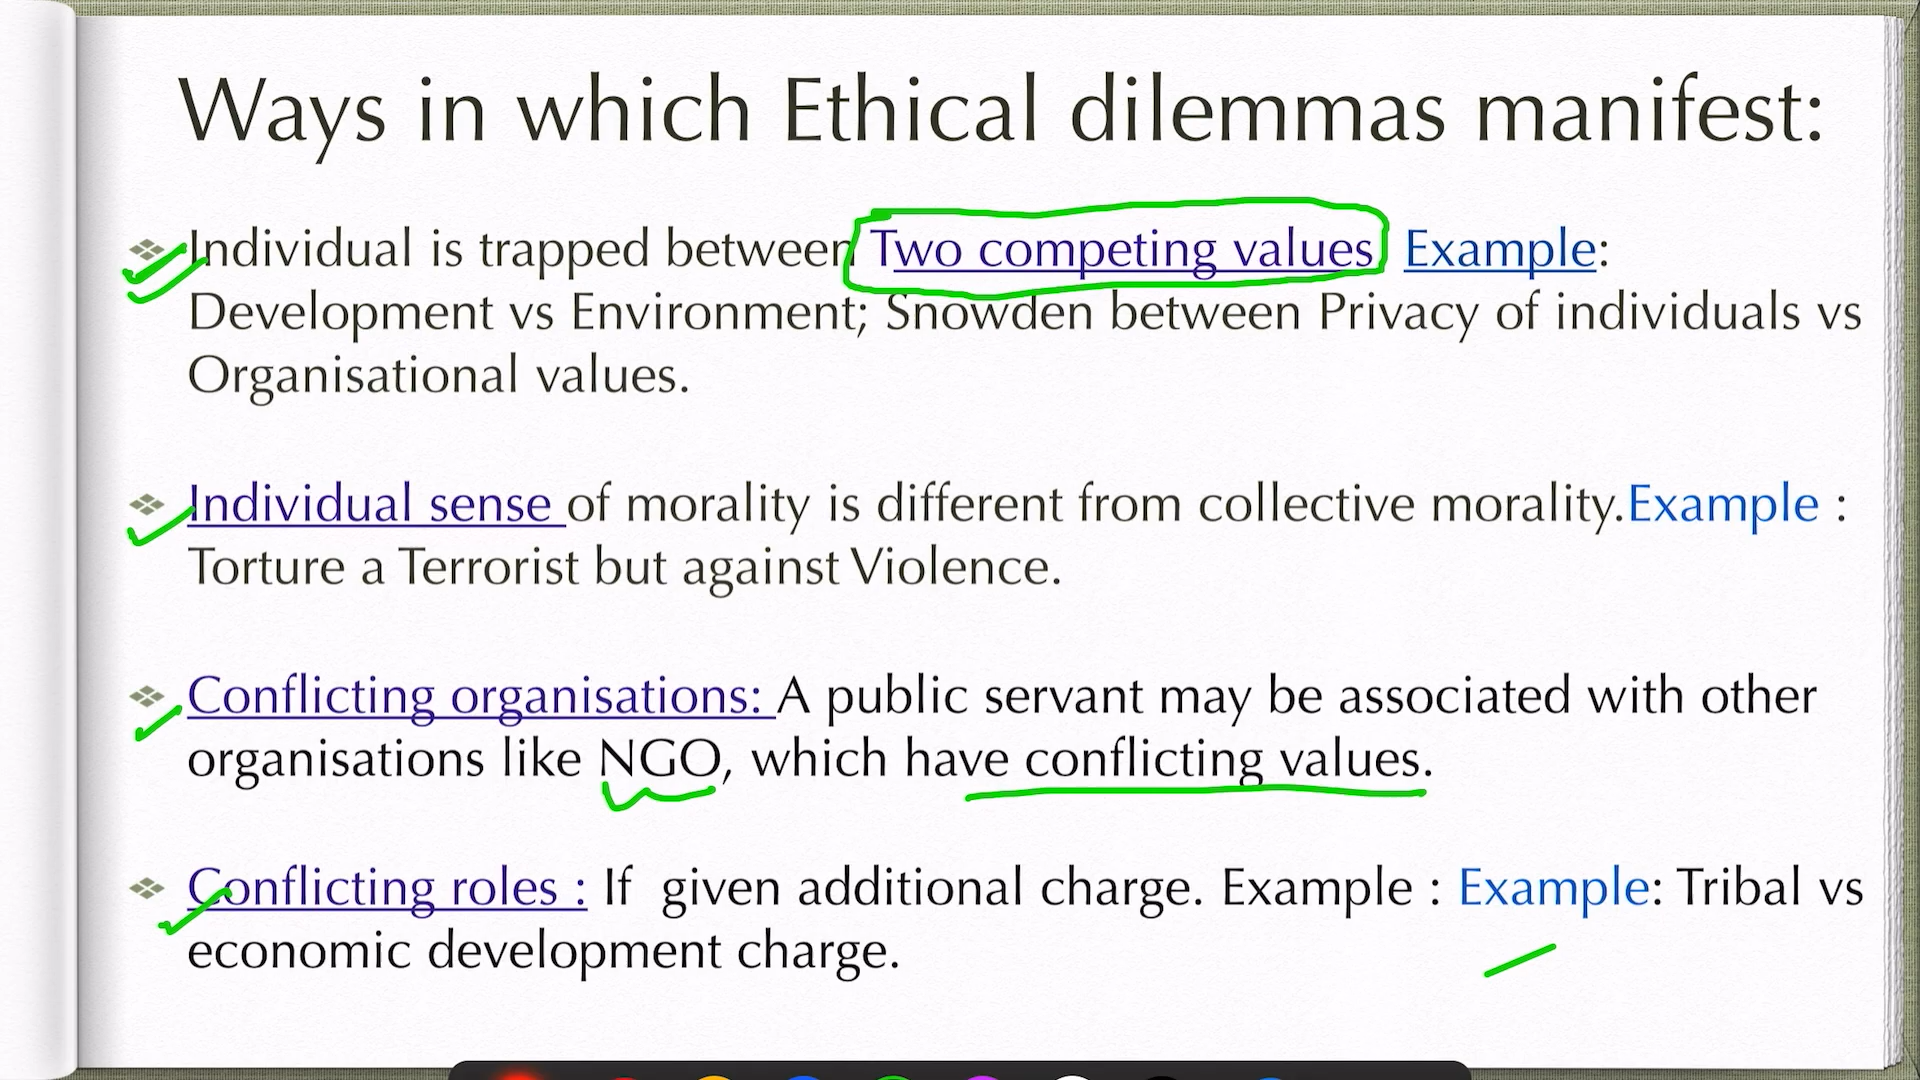 Ways in which Ethical dilemmas manifest:
Individual is trapped between Two competing values Example:
Development vs Environment; Snowden between Privacy of individuals vs
Organisational values.
Individual sense of morality is different from collective morality.Example :
Torture a Terrorist but against Violence.
Conflicting organisations: A public servant may be associated with other
organisations like NGO, which have conflicting values.
Conflicting roles : If given additional charge. Example : Example: Tribal vs
economic development charge.